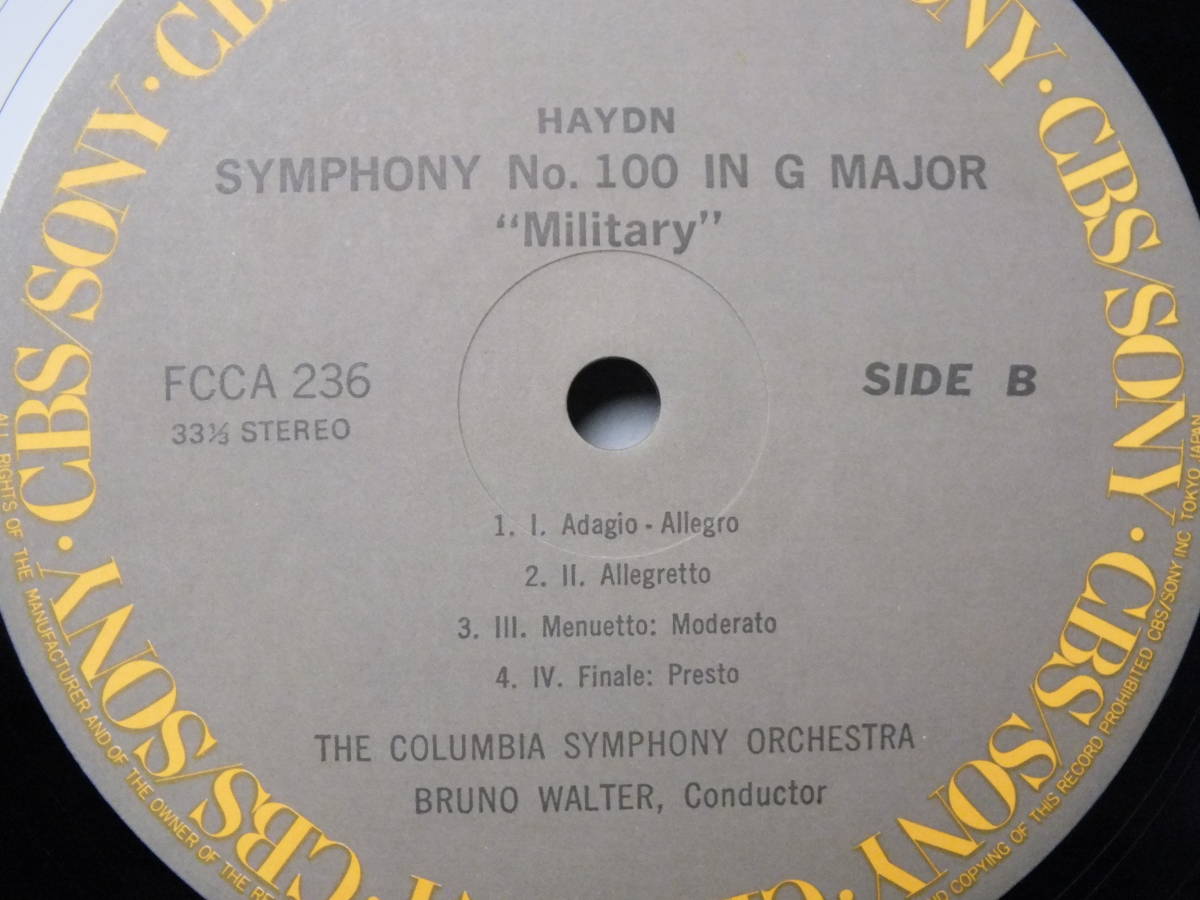 HAYDN
SYMPHONY No. 100 IN G MAJOR
“Military”
FCCA 236
33⅓ STEREO
SIDE B
1. I. Adagio - Allegro
2. II. Allegretto
3. III. Menuetto: Moderato
4. IV. Finale: Presto
THE COLUMBIA SYMPHONY ORCHESTRA
BRUNO WALTER, Conductor
CBS/SONY · CBS/SONY · CBS/SONY · CBS/SONY · CBS/SONY · CBS/SONY
ALL RIGHTS OF THE MANUFACTURER AND OF THE OWNER OF THE
AND COPYING OF THIS RECORD PROHIBITED CBS/SONY INC TOKYO JAPAN